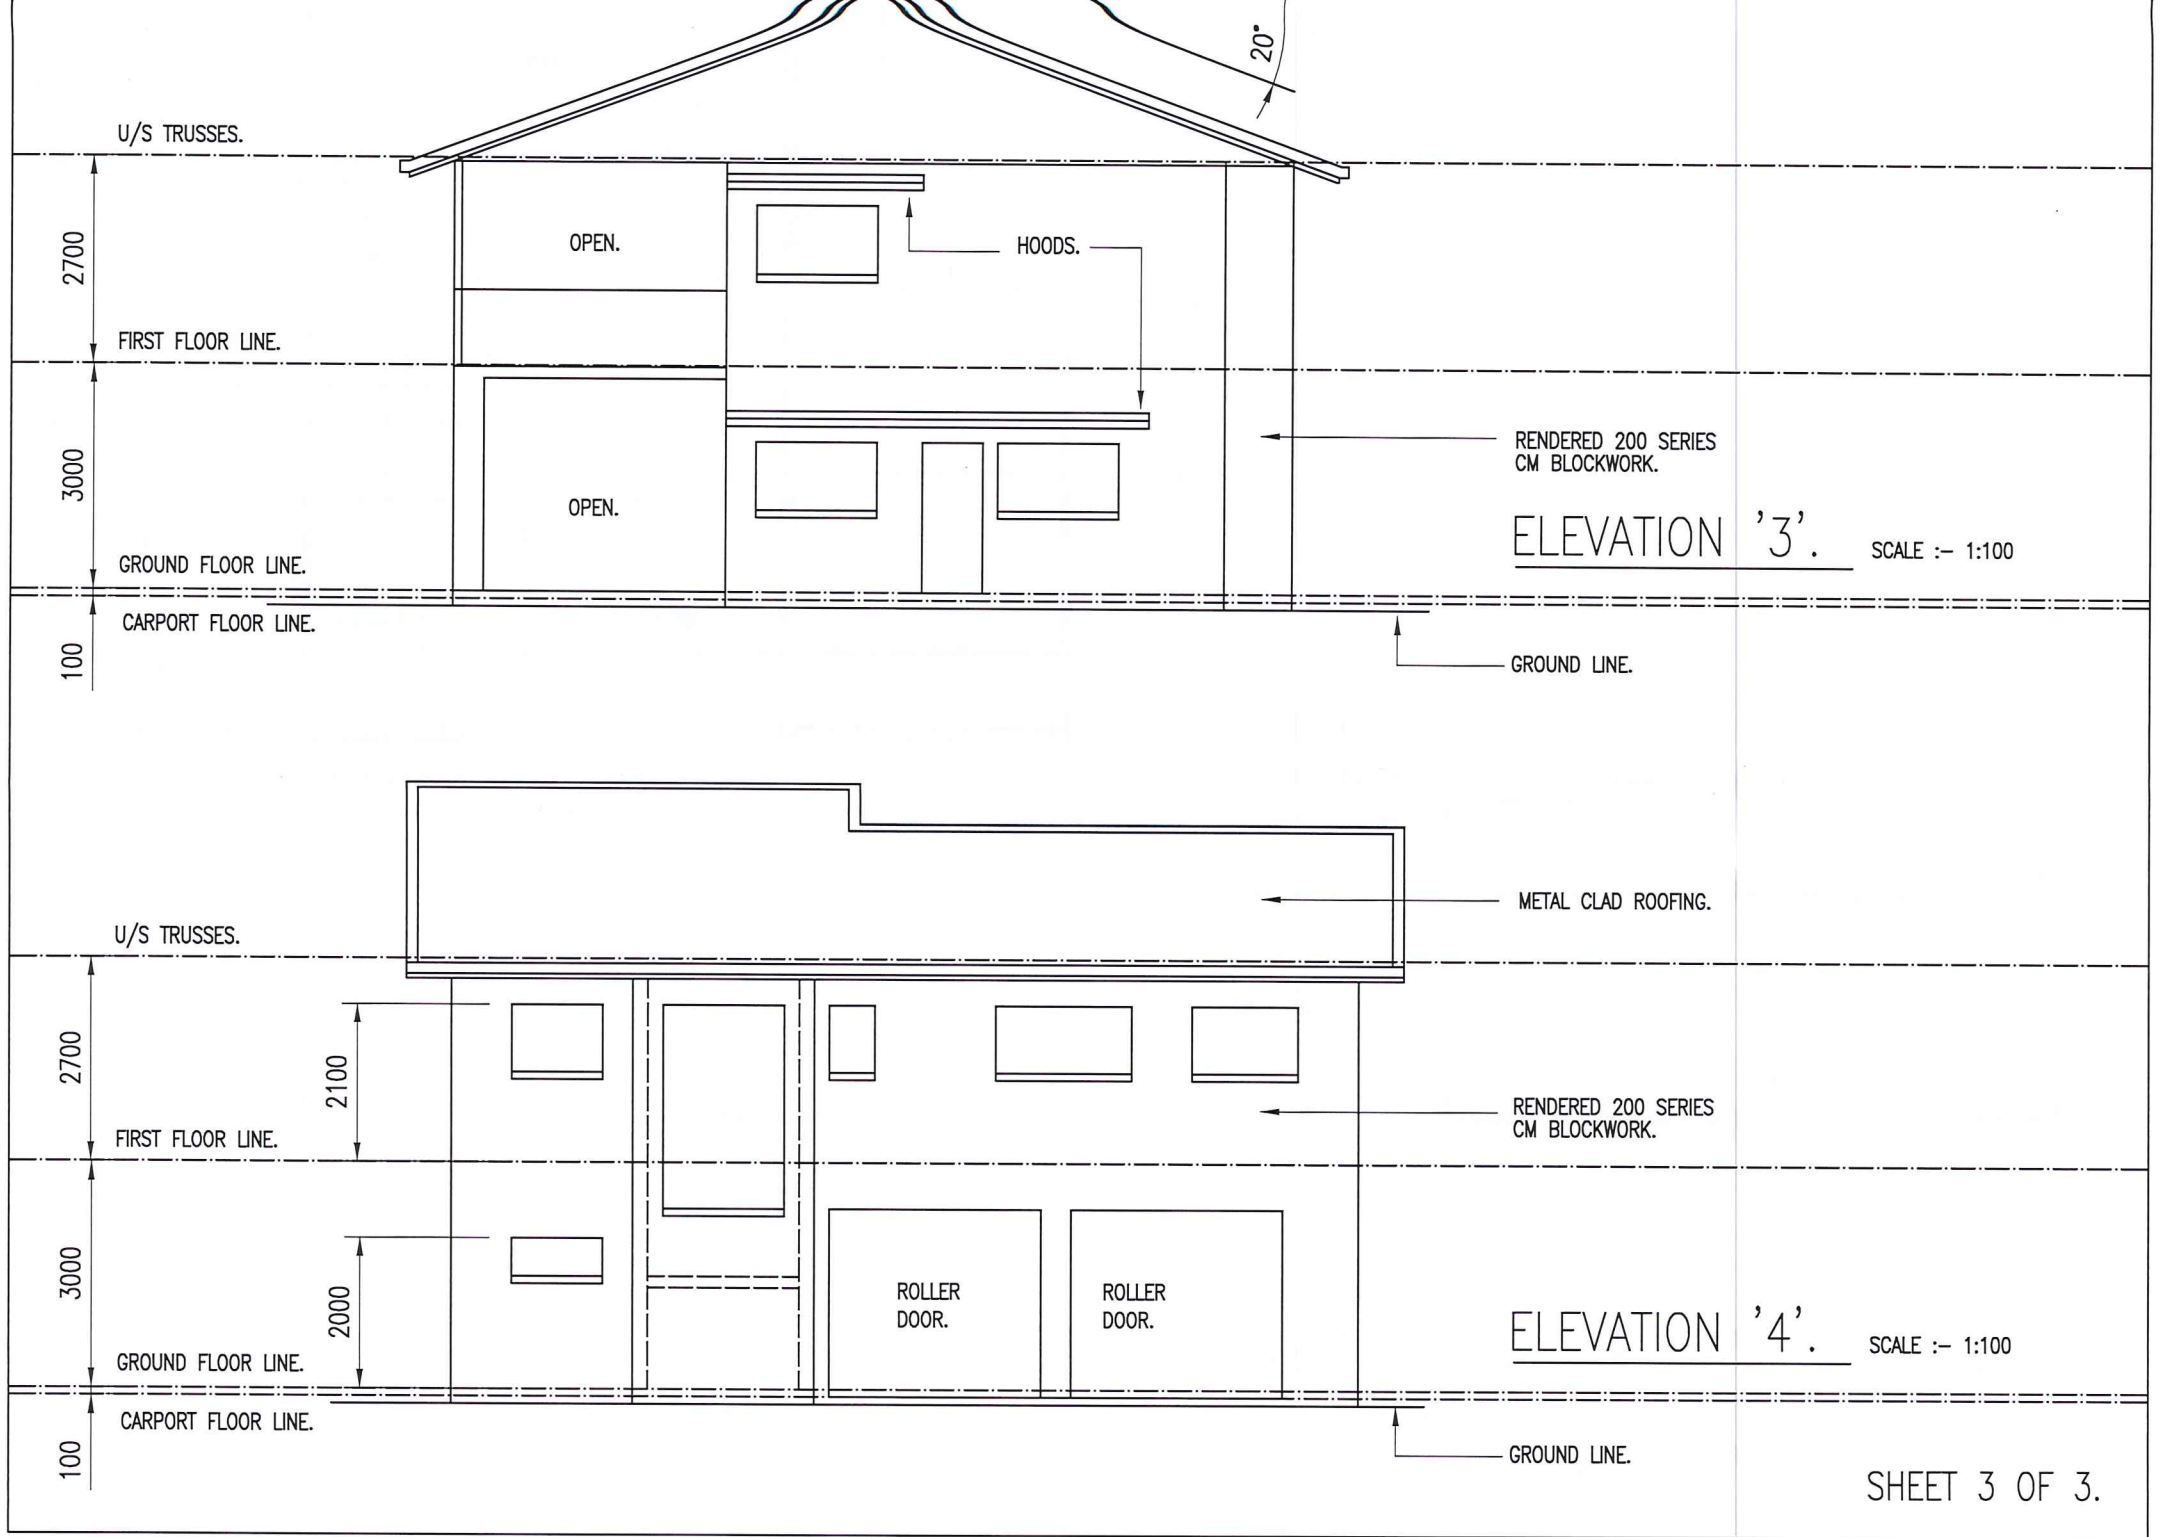 20°
U/S TRUSSES.
2700
OPEN.
HOODS.
FIRST FLOOR LINE.
3000
OPEN.
RENDERED 200 SERIES
CM BLOCKWORK.
ELEVATION '3'. SCALE :- 1:100
GROUND FLOOR LINE.
CARPORT FLOOR LINE.
100
GROUND LINE.
METAL CLAD ROOFING.
U/S TRUSSES.
2700
2100
RENDERED 200 SERIES
CM BLOCKWORK.
FIRST FLOOR LINE.
3000
2000
ROLLER
DOOR.
ROLLER
DOOR.
ELEVATION '4'. SCALE :- 1:100
GROUND FLOOR LINE.
CARPORT FLOOR LINE.
100
GROUND LINE.
SHEET 3 OF 3.